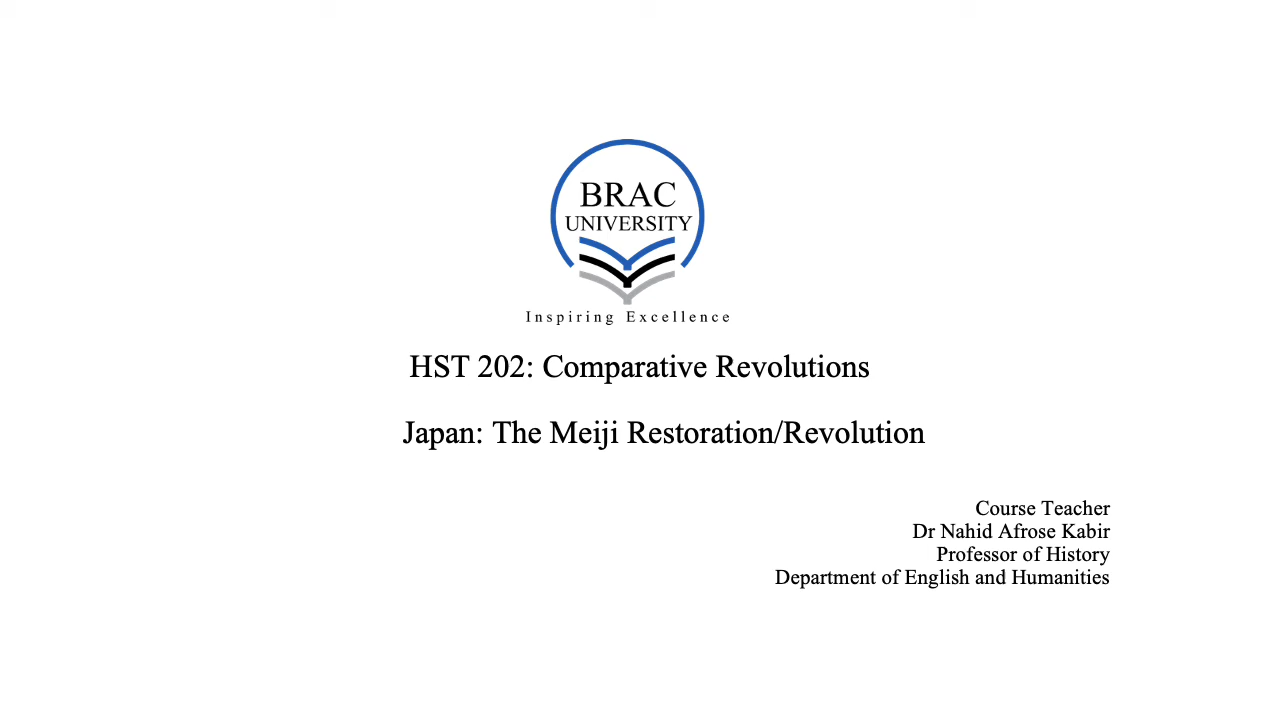 BRAC
UNIVERSITY
Inspiring Excellence
HST 202: Comparative Revolutions
Japan: The Meiji Restoration/Revolution
Course Teacher
Dr Nahid Afrose Kabir
Professor of History
Department of English and Humanities